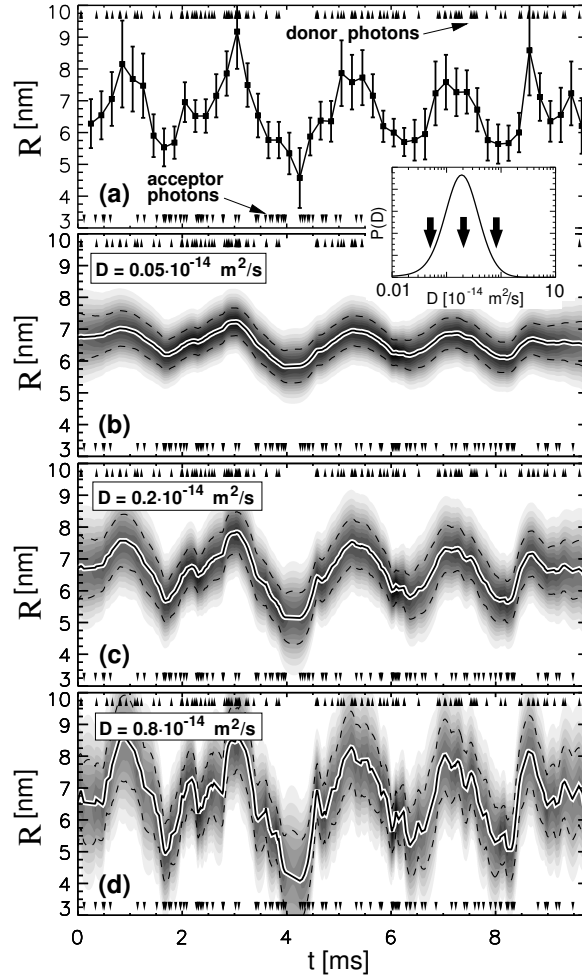 10
9
8
7
6
5
4
3
R [nm]
donor photons
(a)
acceptor
photons
P(D)
0.01
10
D [10⁻¹⁴ m²/s]
10
9
8
7
6
5
4
3
R [nm]
D = 0.05·10⁻¹⁴ m²/s
(b)
10
9
8
7
6
5
4
3
R [nm]
D = 0.2·10⁻¹⁴ m²/s
(c)
10
9
8
7
6
5
4
3
R [nm]
D = 0.8·10⁻¹⁴ m²/s
(d)
0 2 4 6 8
t [ms]